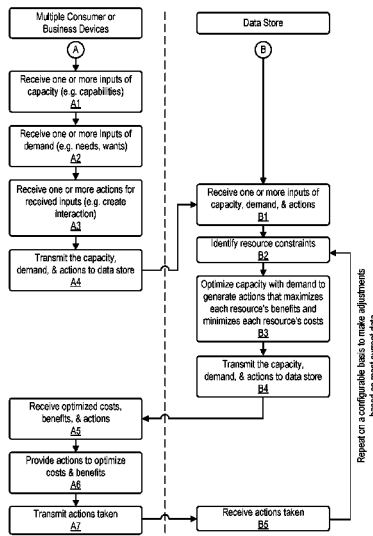 Multiple Consumer or
Business Devices
A
Receive one or more inputs of
capacity (e.g. capabilities)
A1
Receive one or more Inputs of
demand (e.g. needs, wants)
A2
Receive one or more actions for
received inputs (e.g. create
interaction)
A3
Transmit the capacity,
demand, & actions to data store
A4
Receive optimized costs,
benefits, & actions
A5
Provide actions to optimize
costs & benefits
A6
Transmit actions taken
A7
Data Store
B
Receive one or more inputs of
capacity, demand, & actions
B1
Identify resource constraints
B2
Optimize capacity with demand to
generate actions that maximizes
each resource's benefits and
minimizes each resource's costs
B3
Transmit the capacity,
demand, & actions to data store
B4
Receive actions taken
B5
Repeat on a configurable basis to make adjustments
based on most current data